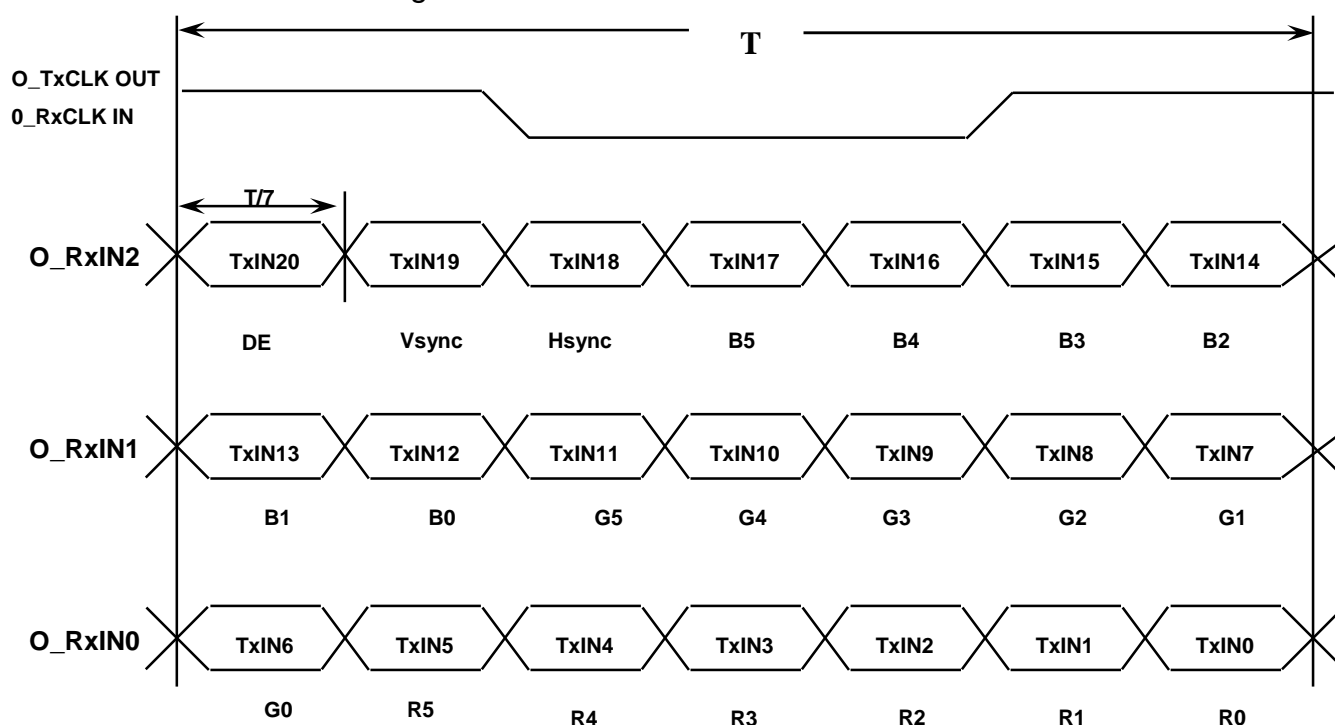 T
O_TxCLK OUT
0_RxCLK IN
T/7
O_RxIN2 TxIN20 TxIN19 TxIN18 TxIN17 TxIN16 TxIN15 TxIN14
DE Vsync Hsync B5 B4 B3 B2
O_RxIN1 TxIN13 TxIN12 TxIN11 TxIN10 TxIN9 TxIN8 TxIN7
B1 B0 G5 G4 G3 G2 G1
O_RxIN0 TxIN6 TxIN5 TxIN4 TxIN3 TxIN2 TxIN1 TxIN0
G0 R5 R4 R3 R2 R1 R0